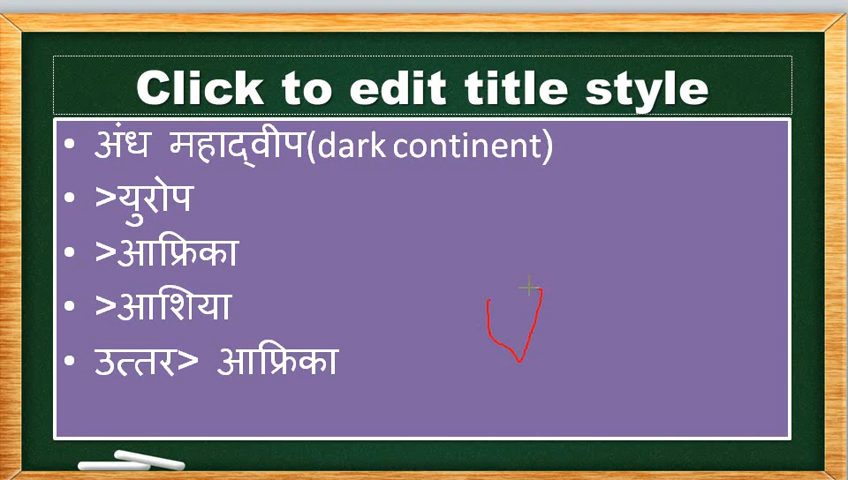 Click to edit title style
• अंध महाद्वीप(dark continent)
• >युरोप
• >आफ्रिका
• >आशिया
• उत्तर> आफ्रिका